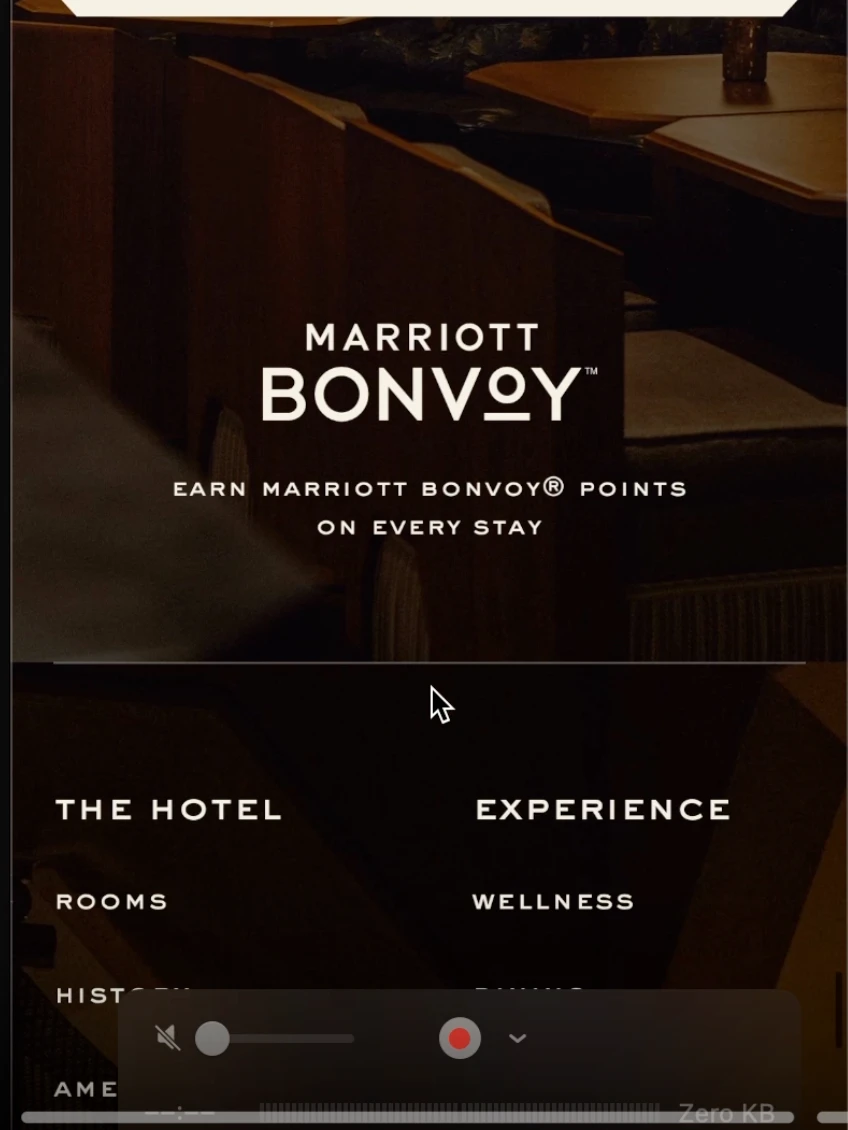 MARRIOTT
BONVOY™
EARN MARRIOTT BONVOY® POINTS
ON EVERY STAY
THE HOTEL
EXPERIENCE
ROOMS
WELLNESS
Zero KB